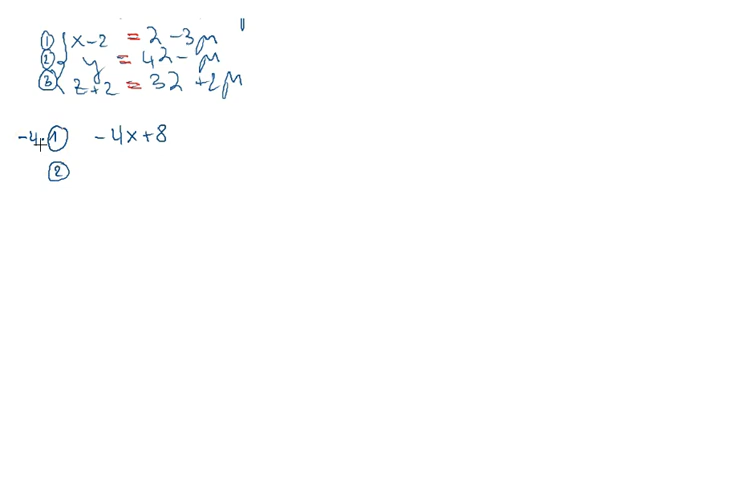 ① x-2 = λ -3μ
② y = 4λ - μ
③ z+2 = 3λ +2μ
-4·① -4x+8
②